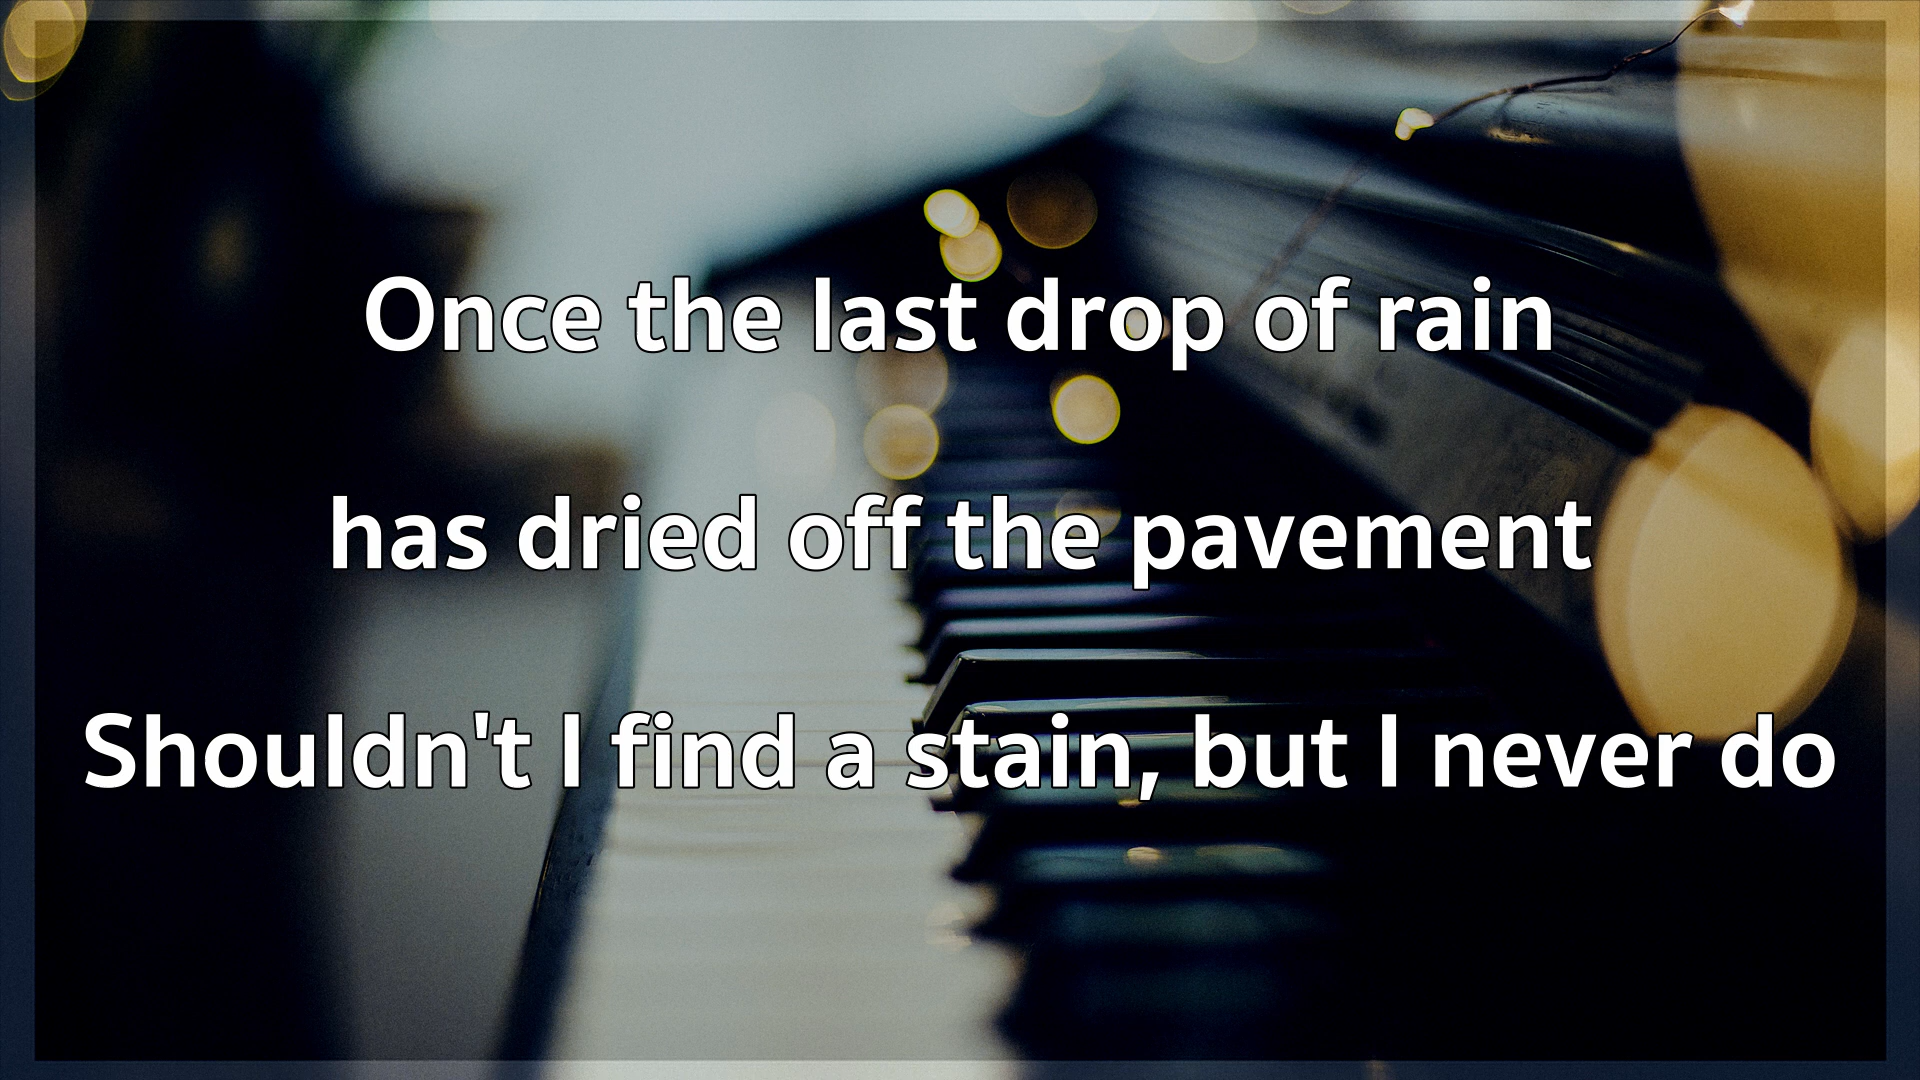 Once the last drop of rain
has dried off the pavement
Shouldn't I find a stain, but I never do